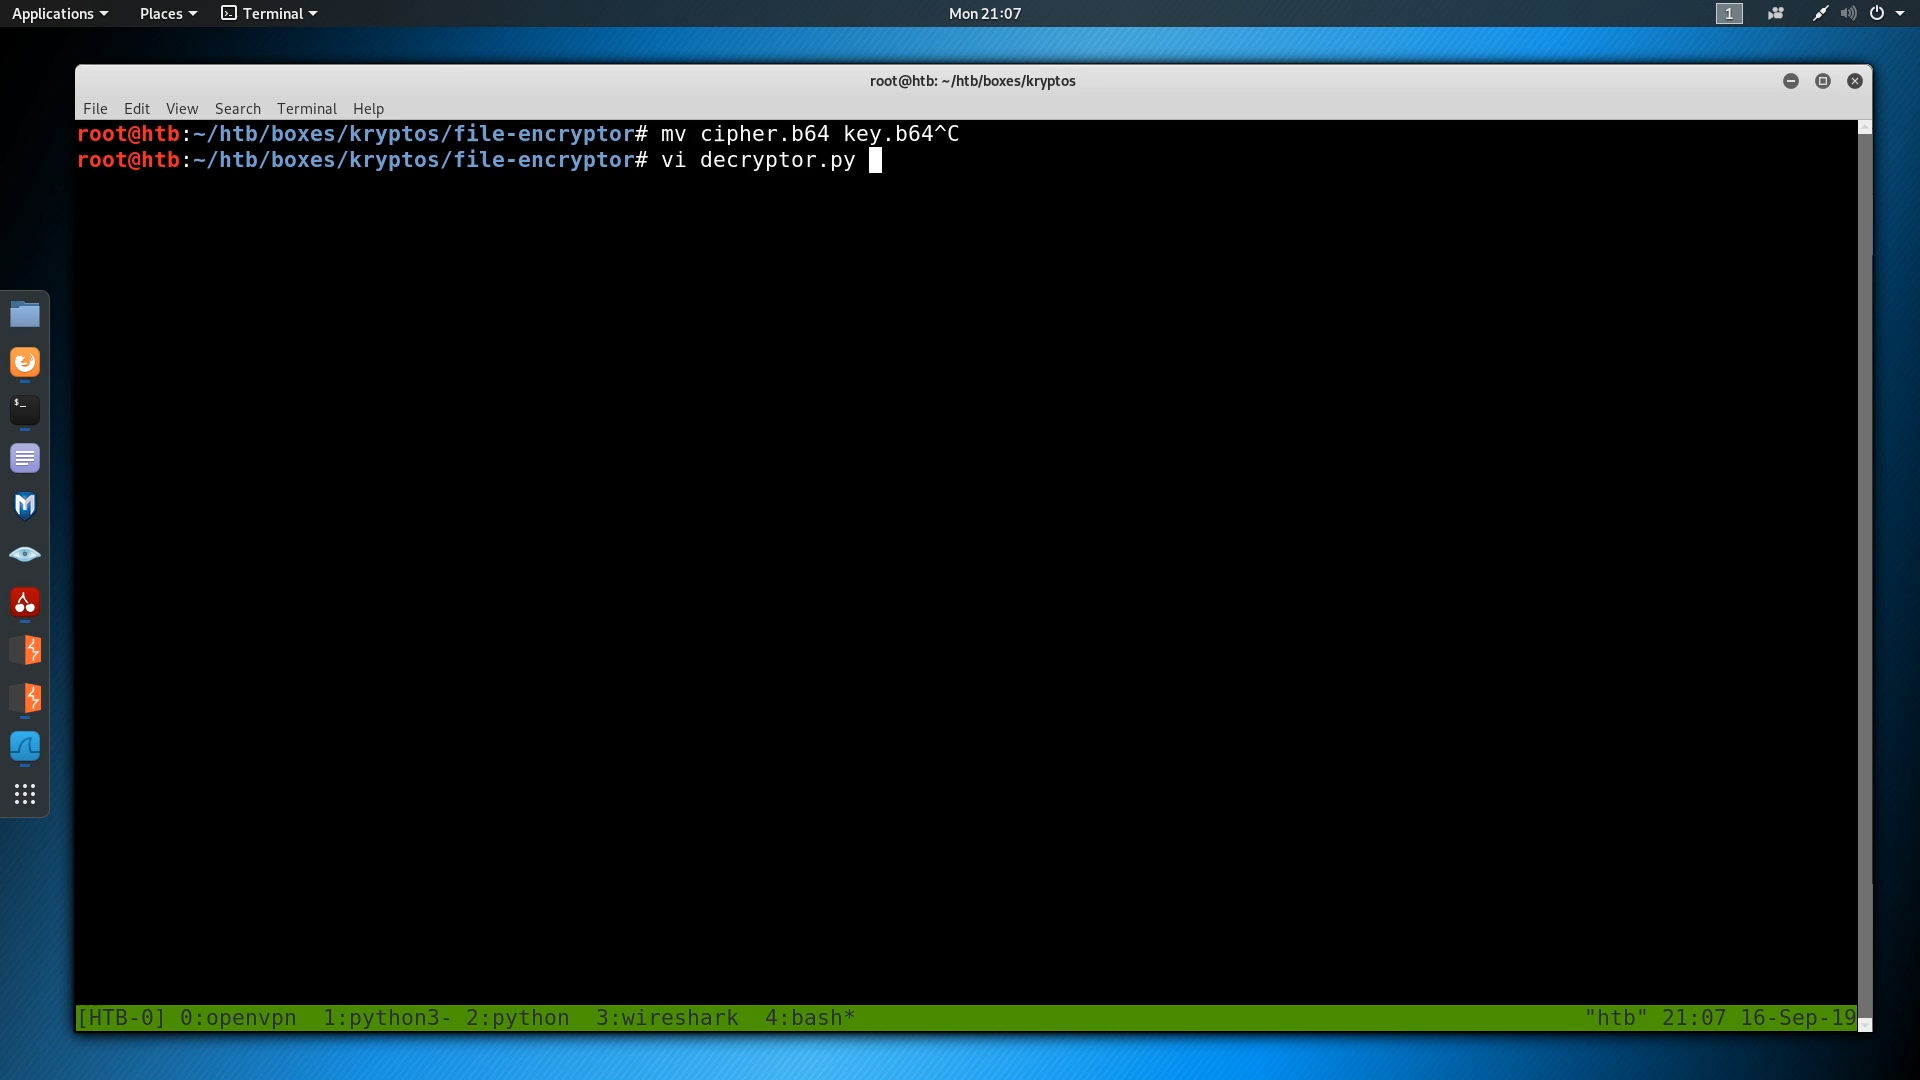 Applications Places Terminal Mon 21:07 1
root@htb: ~/htb/boxes/kryptos
File Edit View Search Terminal Help
root@htb:~/htb/boxes/kryptos/file-encryptor# mv cipher.b64 key.b64^C
root@htb:~/htb/boxes/kryptos/file-encryptor# vi decryptor.py
$_
[HTB-0] 0:openvpn 1:python3- 2:python 3:wireshark 4:bash* "htb" 21:07 16-Sep-19